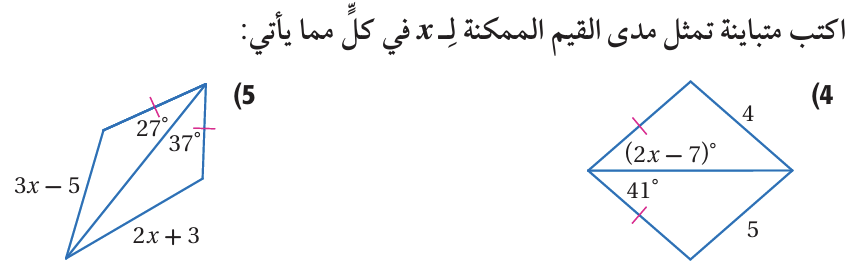 اكتب متباينة تمثل مدى القيم الممكنة لِـ x في كلٍّ مما يأتي:
(4
4
(2x − 7)°
41°
5
(5
27°
37°
3x − 5
2x + 3